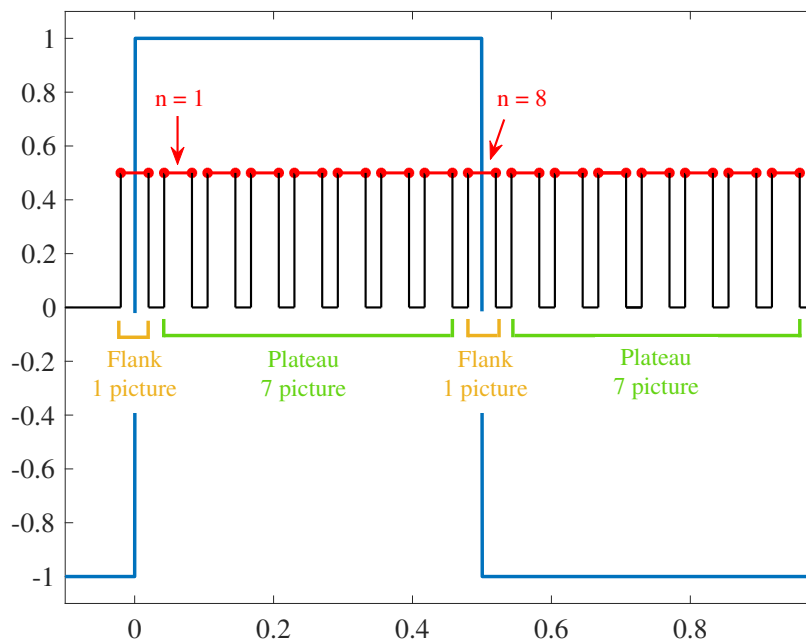 1
0.8
n = 1
n = 8
0.6
0.4
0.2
0
Flank
1 picture
Plateau
7 picture
Flank
1 picture
Plateau
7 picture
-0.2
-0.4
-0.6
-0.8
-1
0 0.2 0.4 0.6 0.8